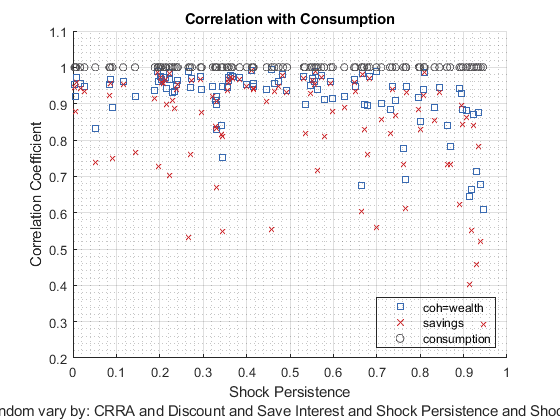 Correlation with Consumption
1.1
1
0.9
0.8
0.7
0.6
0.5
0.4
0.3
0.2
Correlation Coefficient
coh=wealth
savings
consumption
0 0.1 0.2 0.3 0.4 0.5 0.6 0.7 0.8 0.9 1
Shock Persistence
ndom vary by: CRRA and Discount and Save Interest and Shock Persistence and Shoc